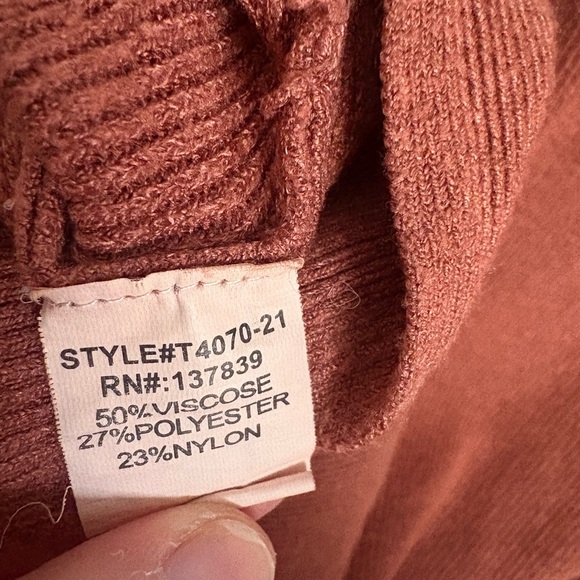 STYLE#T4070-21
RN#:137839
50%VISCOSE
27%POLYESTER
23%NYLON